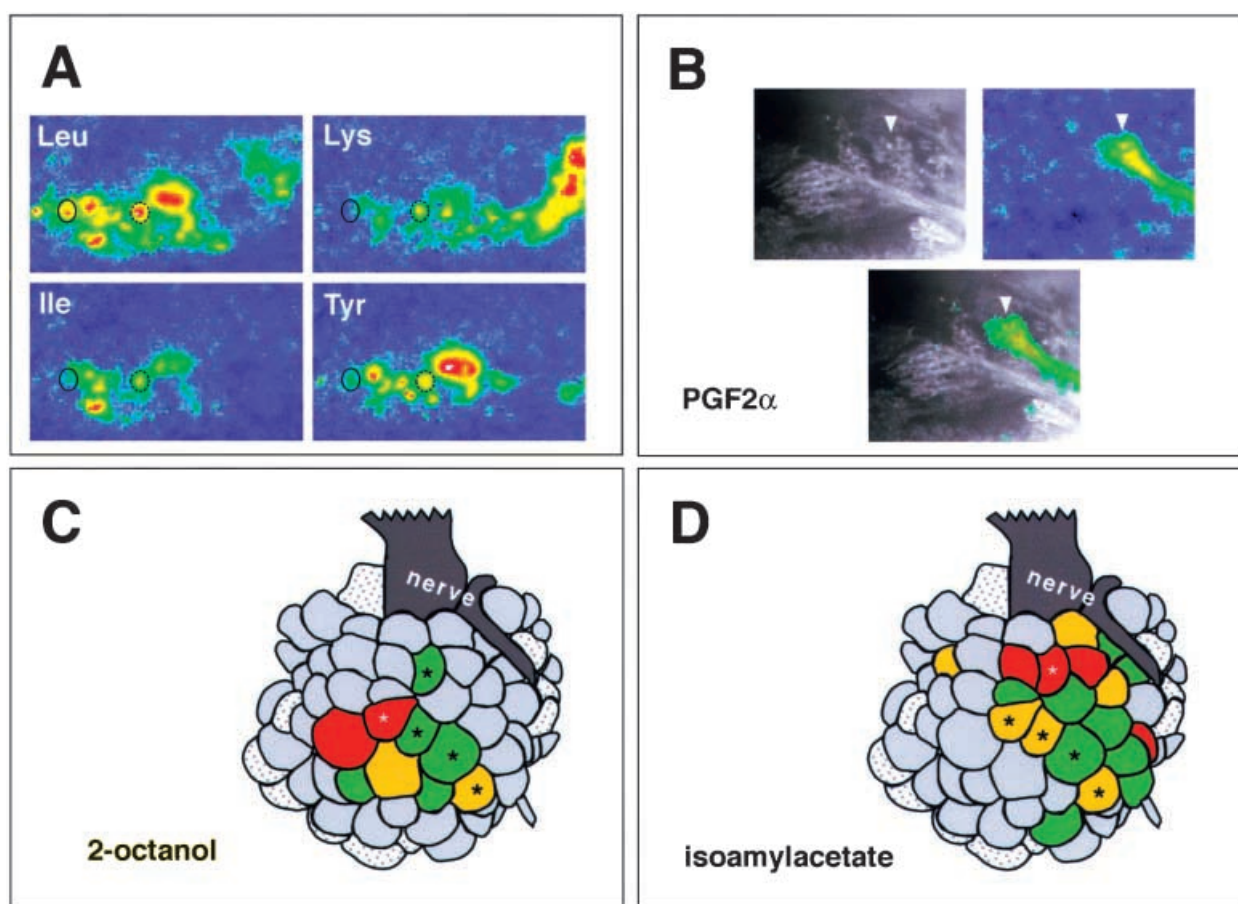 A
Leu
Lys
Ile
Tyr
B
PGF2α
C
nerve
* * * * *
2-octanol
D
nerve
* * * * *
isoamylacetate